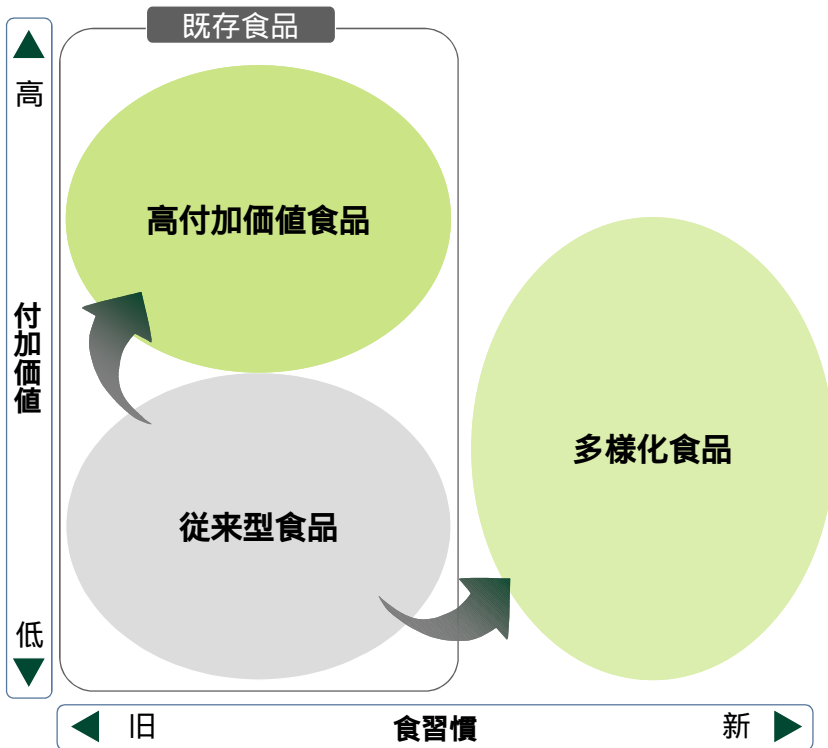 既存食品
高
高付加価値食品
付加価値
多様化食品
従来型食品
低
旧
食習慣
新